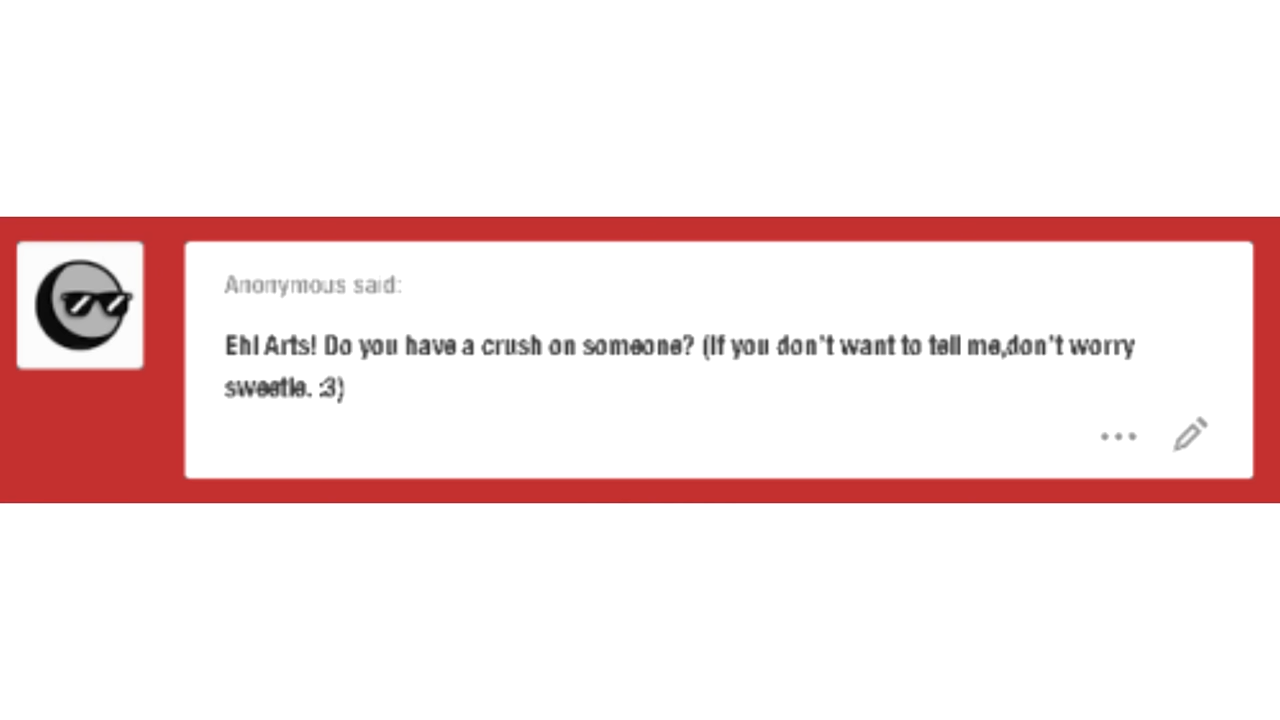 Anonymous said:
Eh! Arts! Do you have a crush on someone? (If you don't want to tell me,don't worry
sweetie. :3)